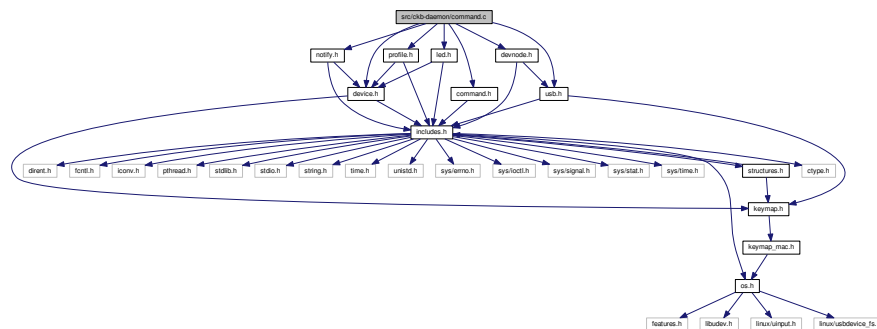 src/ckb-daemon/command.c
notify.h
profile.h
led.h
devnode.h
device.h
command.h
usb.h
includes.h
dirent.h
fcntl.h
iconv.h
pthread.h
stdlib.h
stdio.h
string.h
time.h
unistd.h
sys/errno.h
sys/ioctl.h
sys/signal.h
sys/stat.h
sys/time.h
structures.h
ctype.h
keymap.h
keymap_mac.h
os.h
features.h
libudev.h
linux/uinput.h
linux/usbdevice_fs.